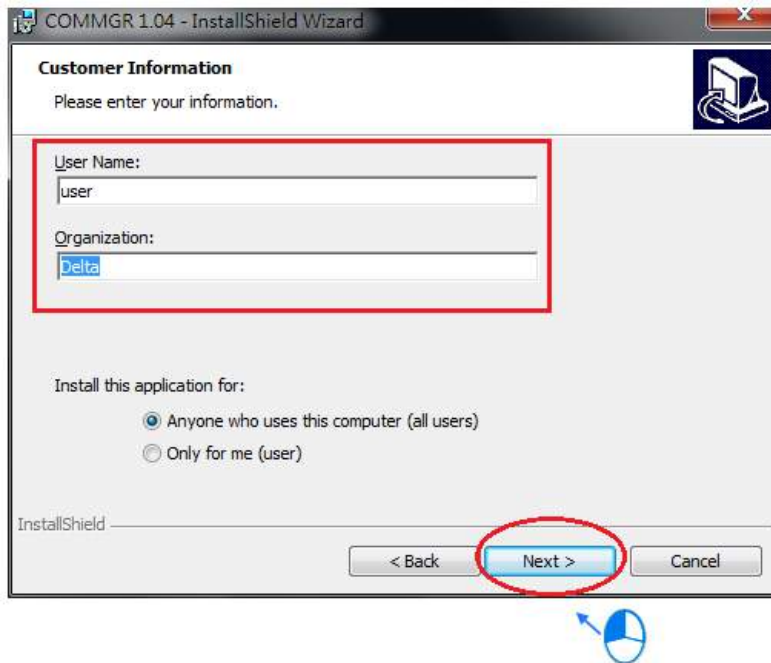 COMMGR 1.04 - InstallShield Wizard
Customer Information
Please enter your information.
User Name:
user
Organization:
Delta
Install this application for:
Anyone who uses this computer (all users)
Only for me (user)
InstallShield
< Back Next > Cancel